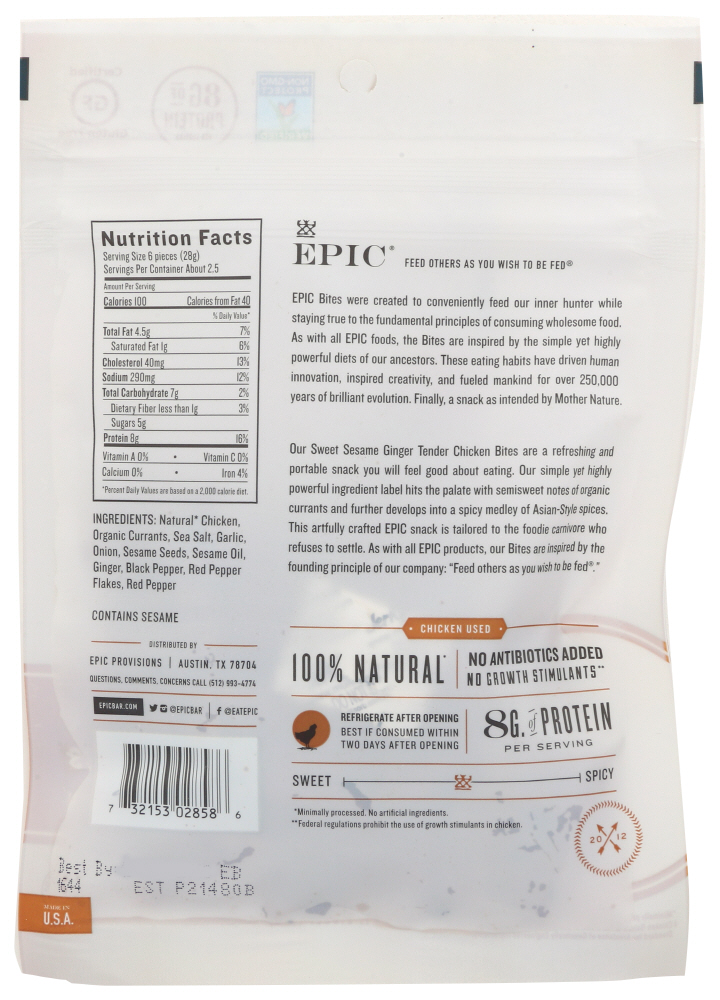 Nutrition Facts
Serving Size 6 pieces (28g)
Servings Per Container About 2.5
Amount Per Serving
Calories 100 Calories from Fat 40
% Daily Value*
Total Fat 4.5g 7%
Saturated Fat 1g 6%
Cholesterol 40mg 13%
Sodium 290mg 12%
Total Carbohydrate 7g 2%
Dietary Fiber less than 1g 3%
Sugars 5g
Protein 8g 16%
Vitamin A 0% • Vitamin C 0%
Calcium 0% • Iron 4%
*Percent Daily Values are based on a 2,000 calorie diet.
INGREDIENTS: Natural* Chicken,
Organic Currants, Sea Salt, Garlic,
Onion, Sesame Seeds, Sesame Oil,
Ginger, Black Pepper, Red Pepper
Flakes, Red Pepper
CONTAINS SESAME
DISTRIBUTED BY
EPIC PROVISIONS | AUSTIN, TX 78704
QUESTIONS, COMMENTS, CONCERNS CALL (512) 993-4774
EPICBAR.COM @EPICBAR | @EATEPIC
7 32153 02858 6
Best By EB
1644 EST P21480B
MADE IN
U.S.A.
EPIC® FEED OTHERS AS YOU WISH TO BE FED®
EPIC Bites were created to conveniently feed our inner hunter while
staying true to the fundamental principles of consuming wholesome food.
As with all EPIC foods, the Bites are inspired by the simple yet highly
powerful diets of our ancestors. These eating habits have driven human
innovation, inspired creativity, and fueled mankind for over 250,000
years of brilliant evolution. Finally, a snack as intended by Mother Nature.
Our Sweet Sesame Ginger Tender Chicken Bites are a refreshing and
portable snack you will feel good about eating. Our simple yet highly
powerful ingredient label hits the palate with semisweet notes of organic
currants and further develops into a spicy medley of Asian-Style spices.
This artfully crafted EPIC snack is tailored to the foodie carnivore who
refuses to settle. As with all EPIC products, our Bites are inspired by the
founding principle of our company: “Feed others as you wish to be fed®.”
CHICKEN USED
100% NATURAL* | NO ANTIBIOTICS ADDED
NO GROWTH STIMULANTS**
REFRIGERATE AFTER OPENING
BEST IF CONSUMED WITHIN
TWO DAYS AFTER OPENING
8G. of PROTEIN
PER SERVING
SWEET SPICY
*Minimally processed. No artificial ingredients.
**Federal regulations prohibit the use of growth stimulants in chicken.
2012